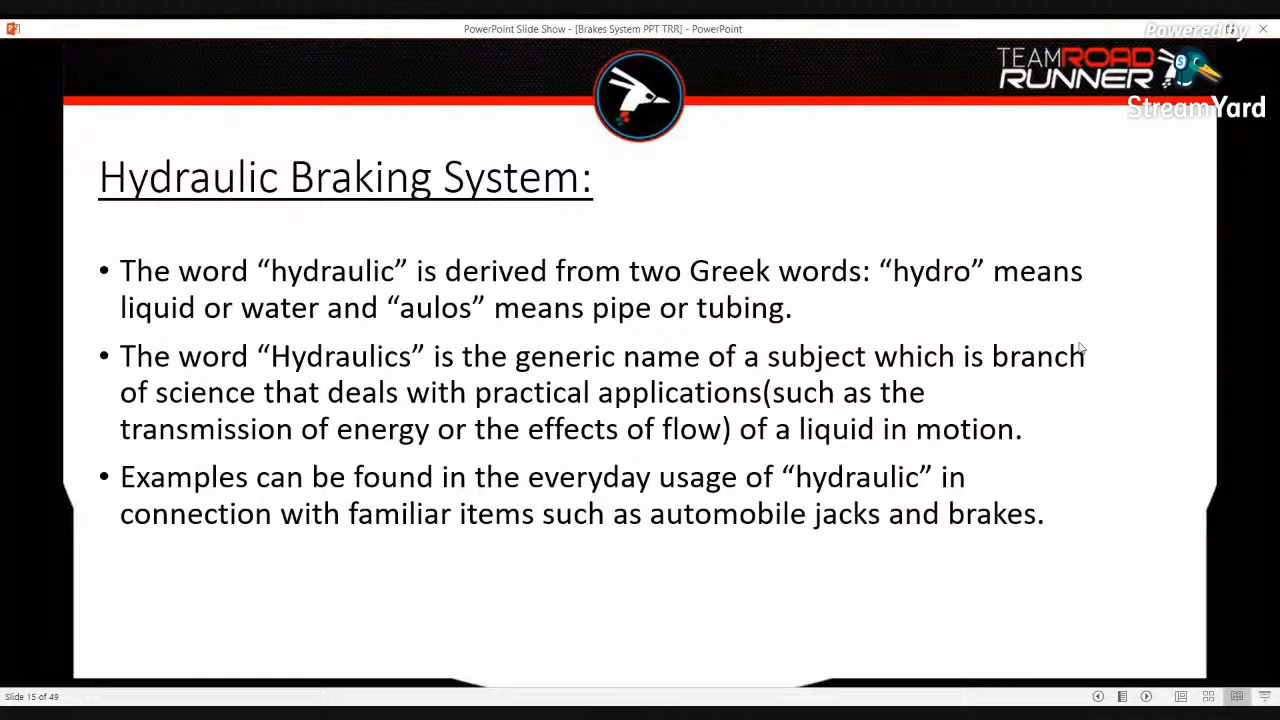 PowerPoint Slide Show - [Brakes System PPT TRR] - PowerPoint
Powered by
TEAMROAD
RUNNER
StreamYard
Hydraulic Braking System:
• The word “hydraulic” is derived from two Greek words: “hydro” means
liquid or water and “aulos” means pipe or tubing.
• The word “Hydraulics” is the generic name of a subject which is branch
of science that deals with practical applications(such as the
transmission of energy or the effects of flow) of a liquid in motion.
• Examples can be found in the everyday usage of “hydraulic” in
connection with familiar items such as automobile jacks and brakes.
Slide 15 of 49